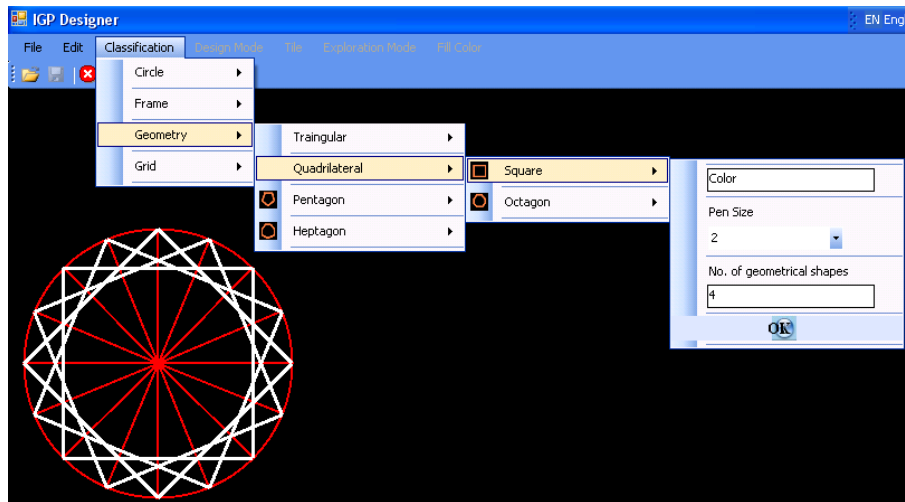 IGP Designer
EN Eng
File Edit Classification Design Mode Tile Exploration Mode Fill Color
Circle
Frame
Geometry
Grid
Traingular
Quadrilateral
Pentagon
Heptagon
Square
Octagon
Color
Pen Size
2
No. of geometrical shapes
4
OK